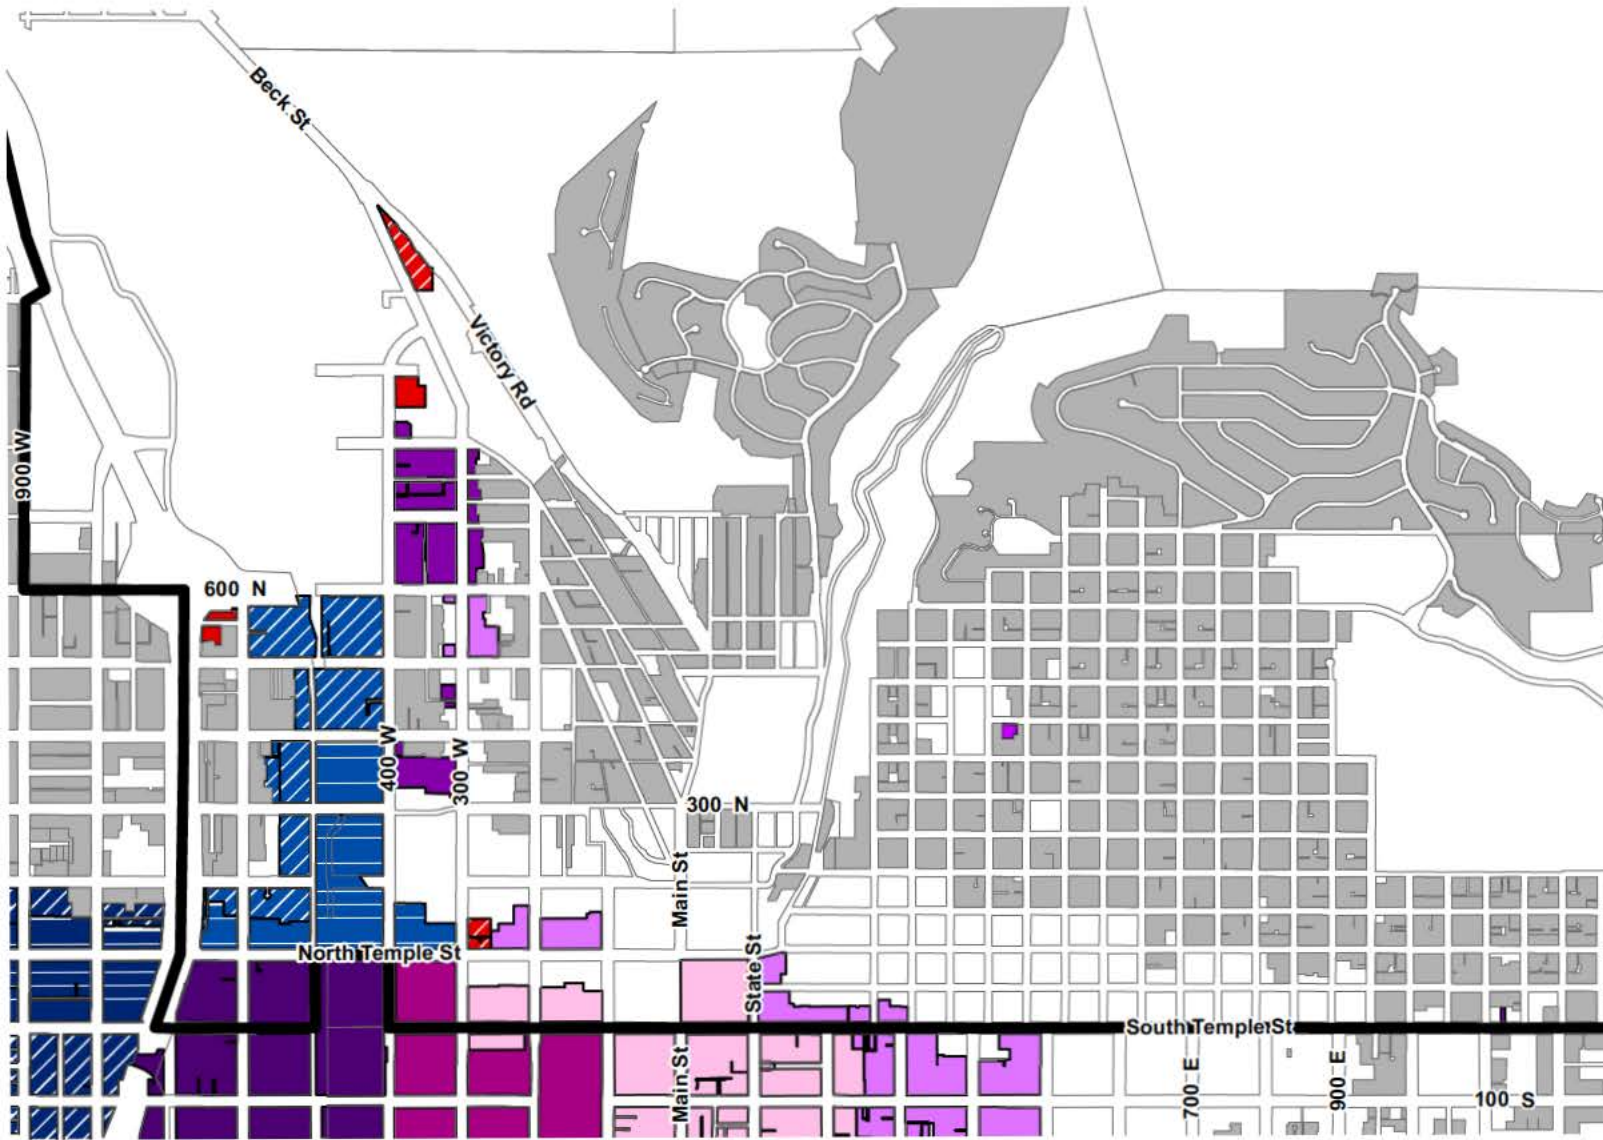 Beck St
Victory Rd
900 W
600 N
400 W
300 W
300 N
Main St
North Temple St
State St
South Temple St
Main St
700 E
900 E
100 S